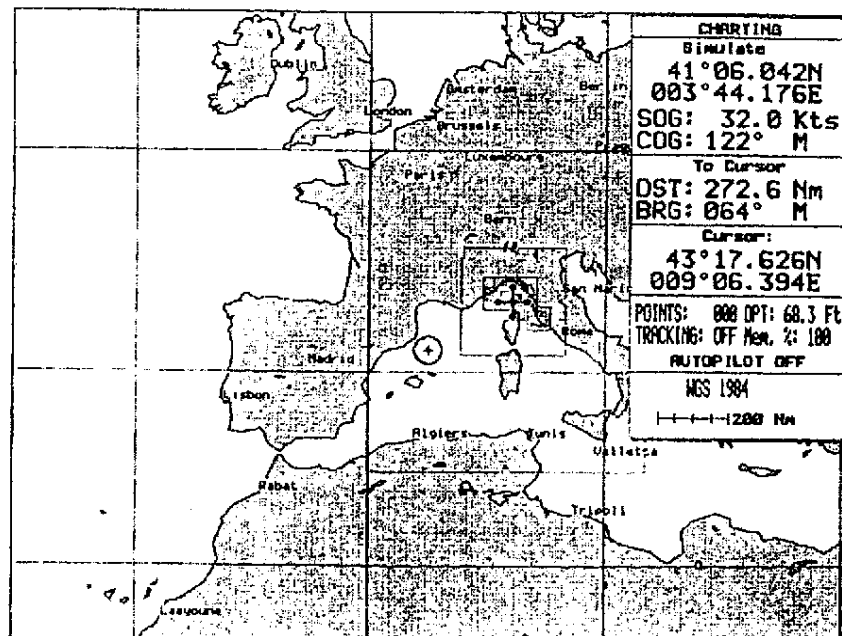 Dublin
London
Amsterdam
Berlin
Brussels
Luxembourg
Paris
Bern
San Mari
Rome
Madrid
Lisbon
Algiers
Tunis
Valletta
Rabat
Tripoli
Laayoune
CHARTING
Simulate
41°06.042N
003°44.176E
SOG: 32.0 Kts
COG: 122° M
To Cursor
DST: 272.6 Nm
BRG: 064° M
Cursor:
43°17.626N
009°06.394E
POINTS: 000 DPT: 68.3 Ft
TRACKING: OFF Mem. %: 100
AUTOPILOT OFF
WGS 1984
200 Nm